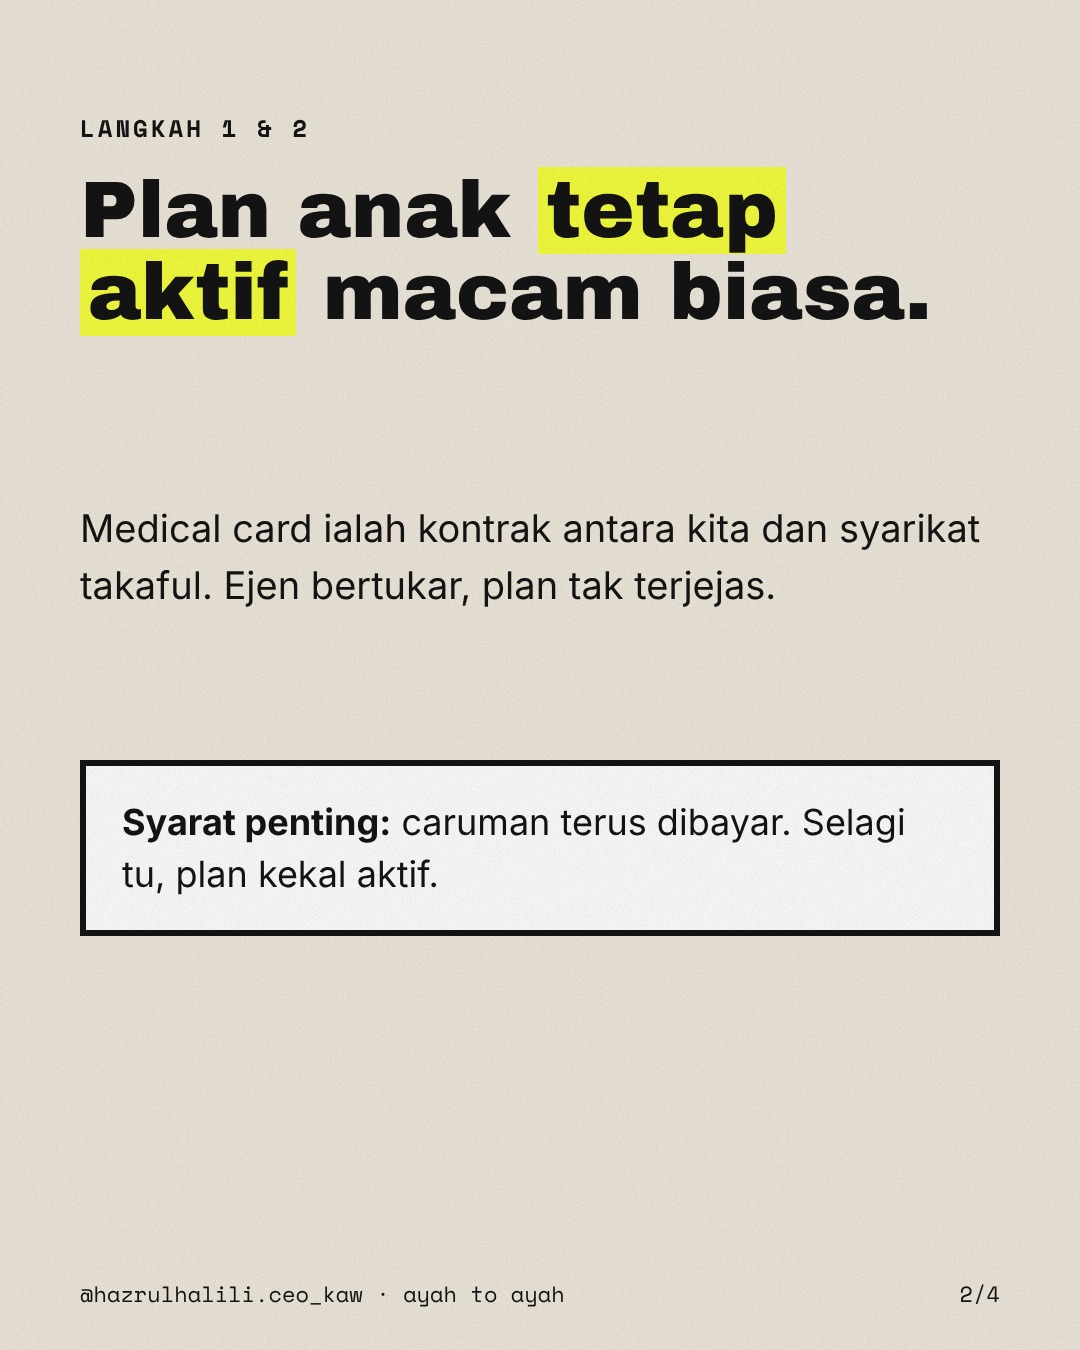 LANGKAH 1 & 2
Plan anak tetap
aktif macam biasa.
Medical card ialah kontrak antara kita dan syarikat
takaful. Ejen bertukar, plan tak terjejas.
Syarat penting: caruman terus dibayar. Selagi
tu, plan kekal aktif.
@hazrulhalili.ceo_kaw · ayah to ayah
2/4